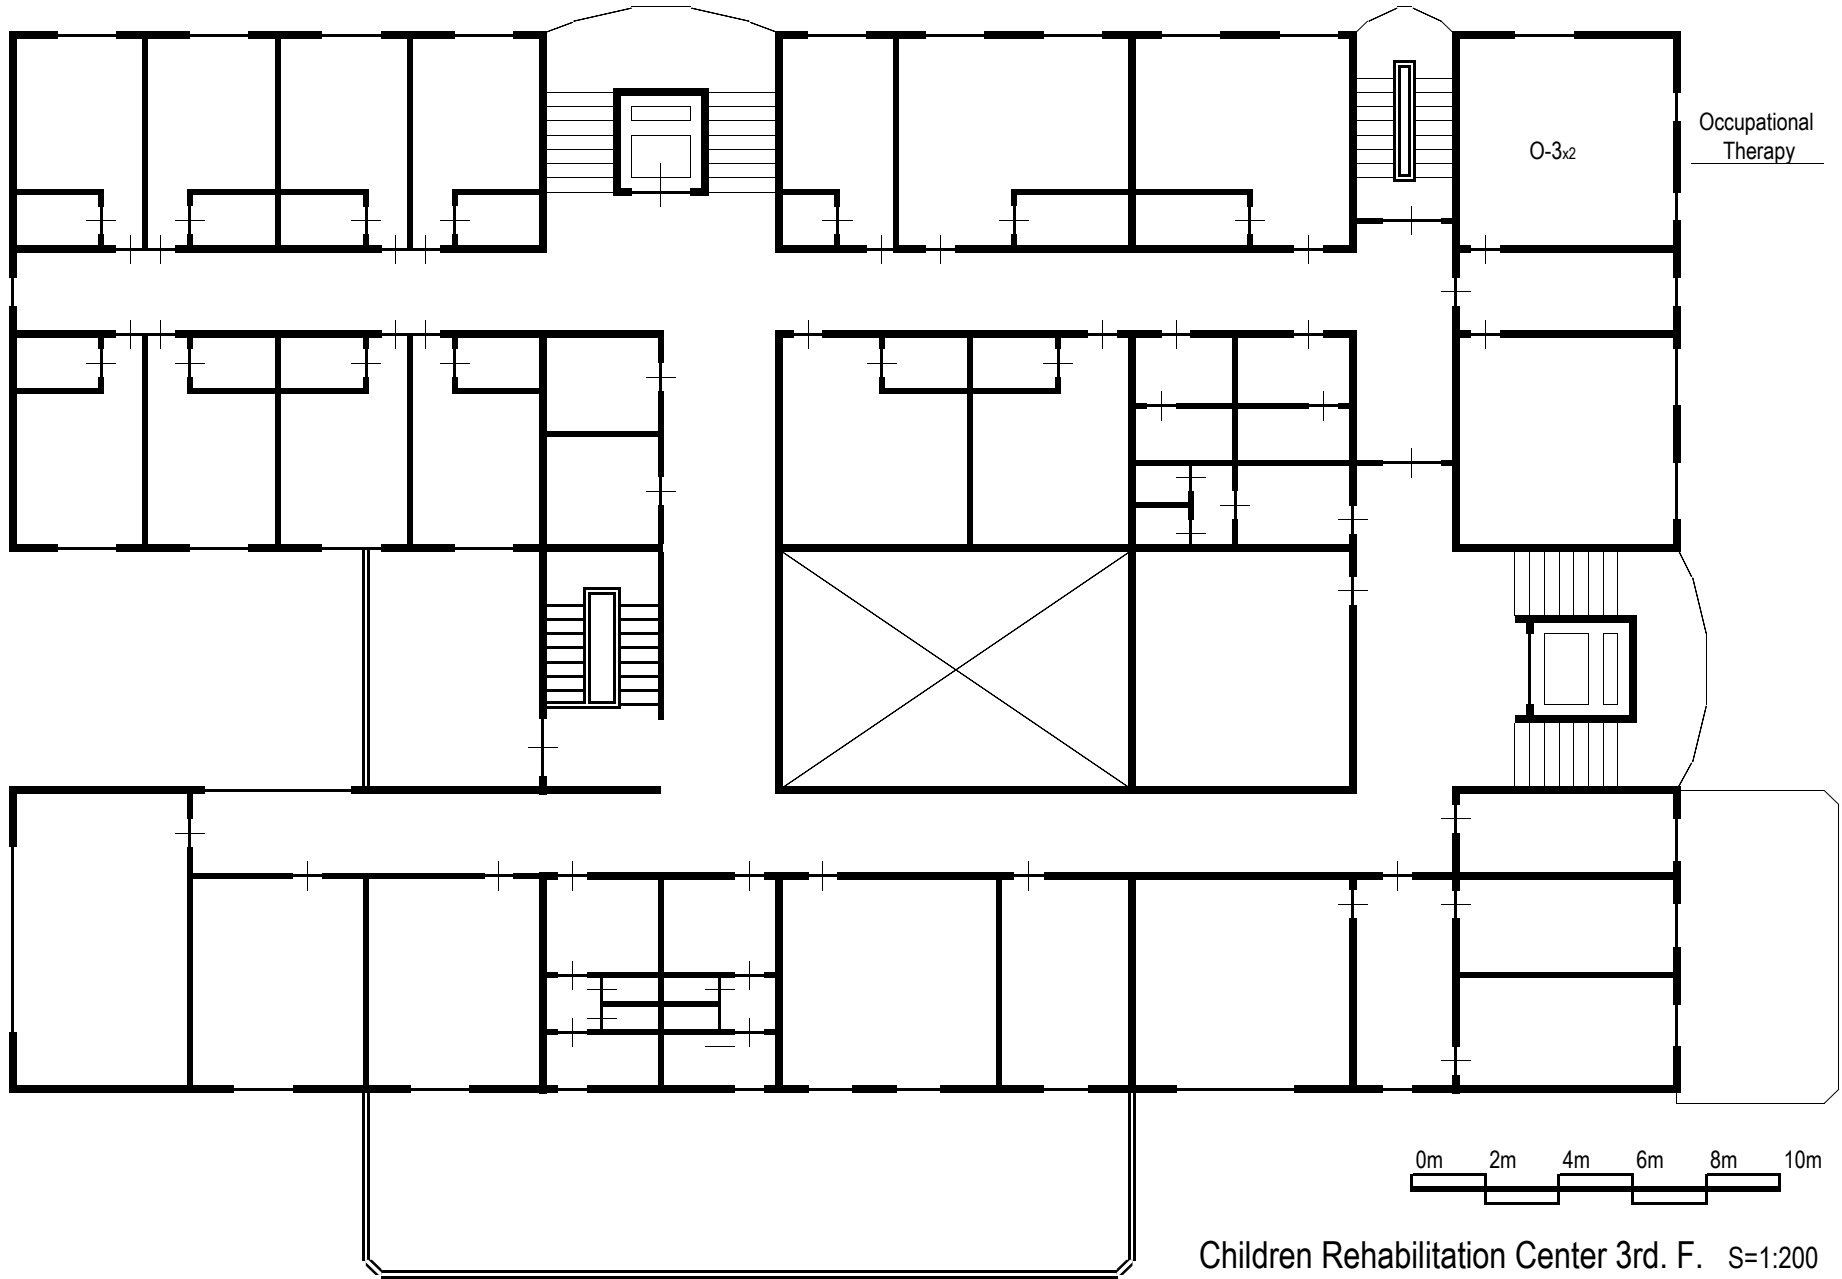 Occupational
Therapy
O-3x2
0m 2m 4m 6m 8m 10m
Children Rehabilitation Center 3rd. F. S=1:200